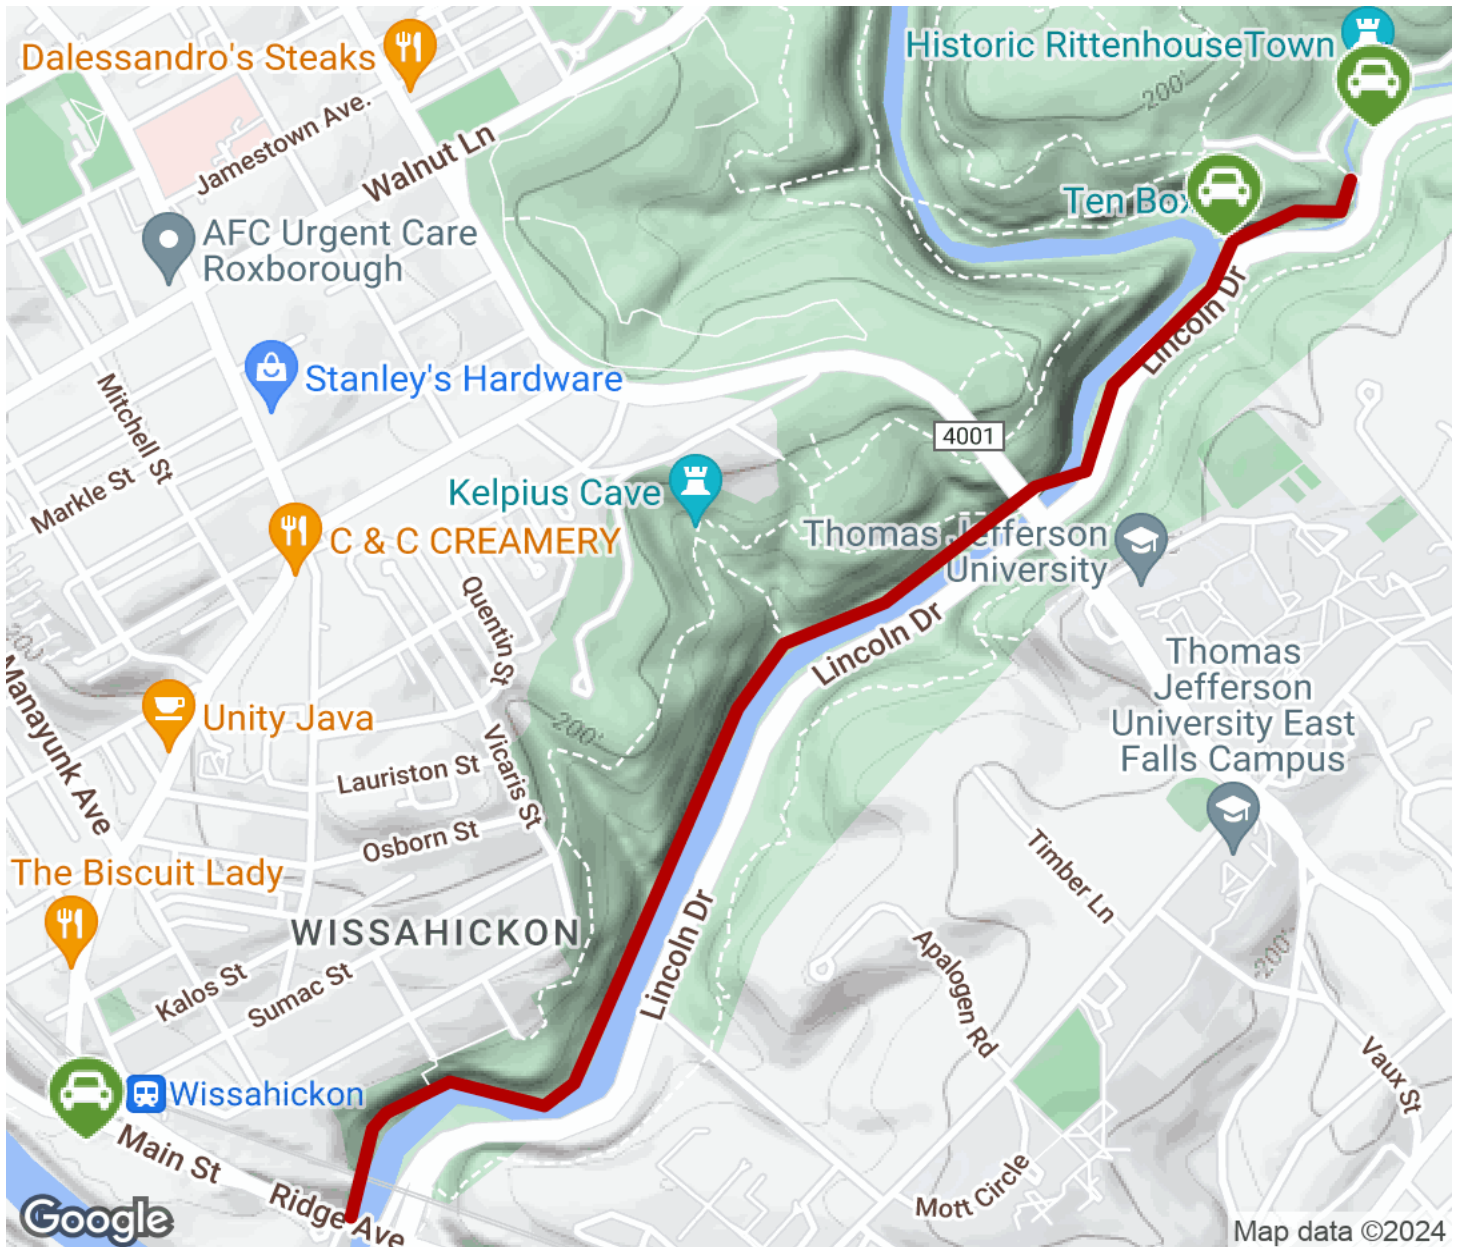 Dalessandro's Steaks
Historic RittenhouseTown
200'
Jamestown Ave.
Walnut Ln
Ten Box
AFC Urgent Care
Roxborough
Lincoln Dr
Stanley's Hardware
Mitchell St
4001
Markle St
Kelpius Cave
C & C CREAMERY
Thomas Jefferson
University
Quentin St
Lincoln Dr
200'
Manayunk Ave
Thomas
Jefferson
University East
Falls Campus
Unity Java
200'
Vicaris St
Lauriston St
Osborn St
Timber Ln
The Biscuit Lady
WISSAHICKON
Lincoln Dr
Apalogen Rd
200'
Kalos St
Sumac St
Vaux St
Wissahickon
Main St
Mott Circle
Ridge Ave
Google
Map data ©2024